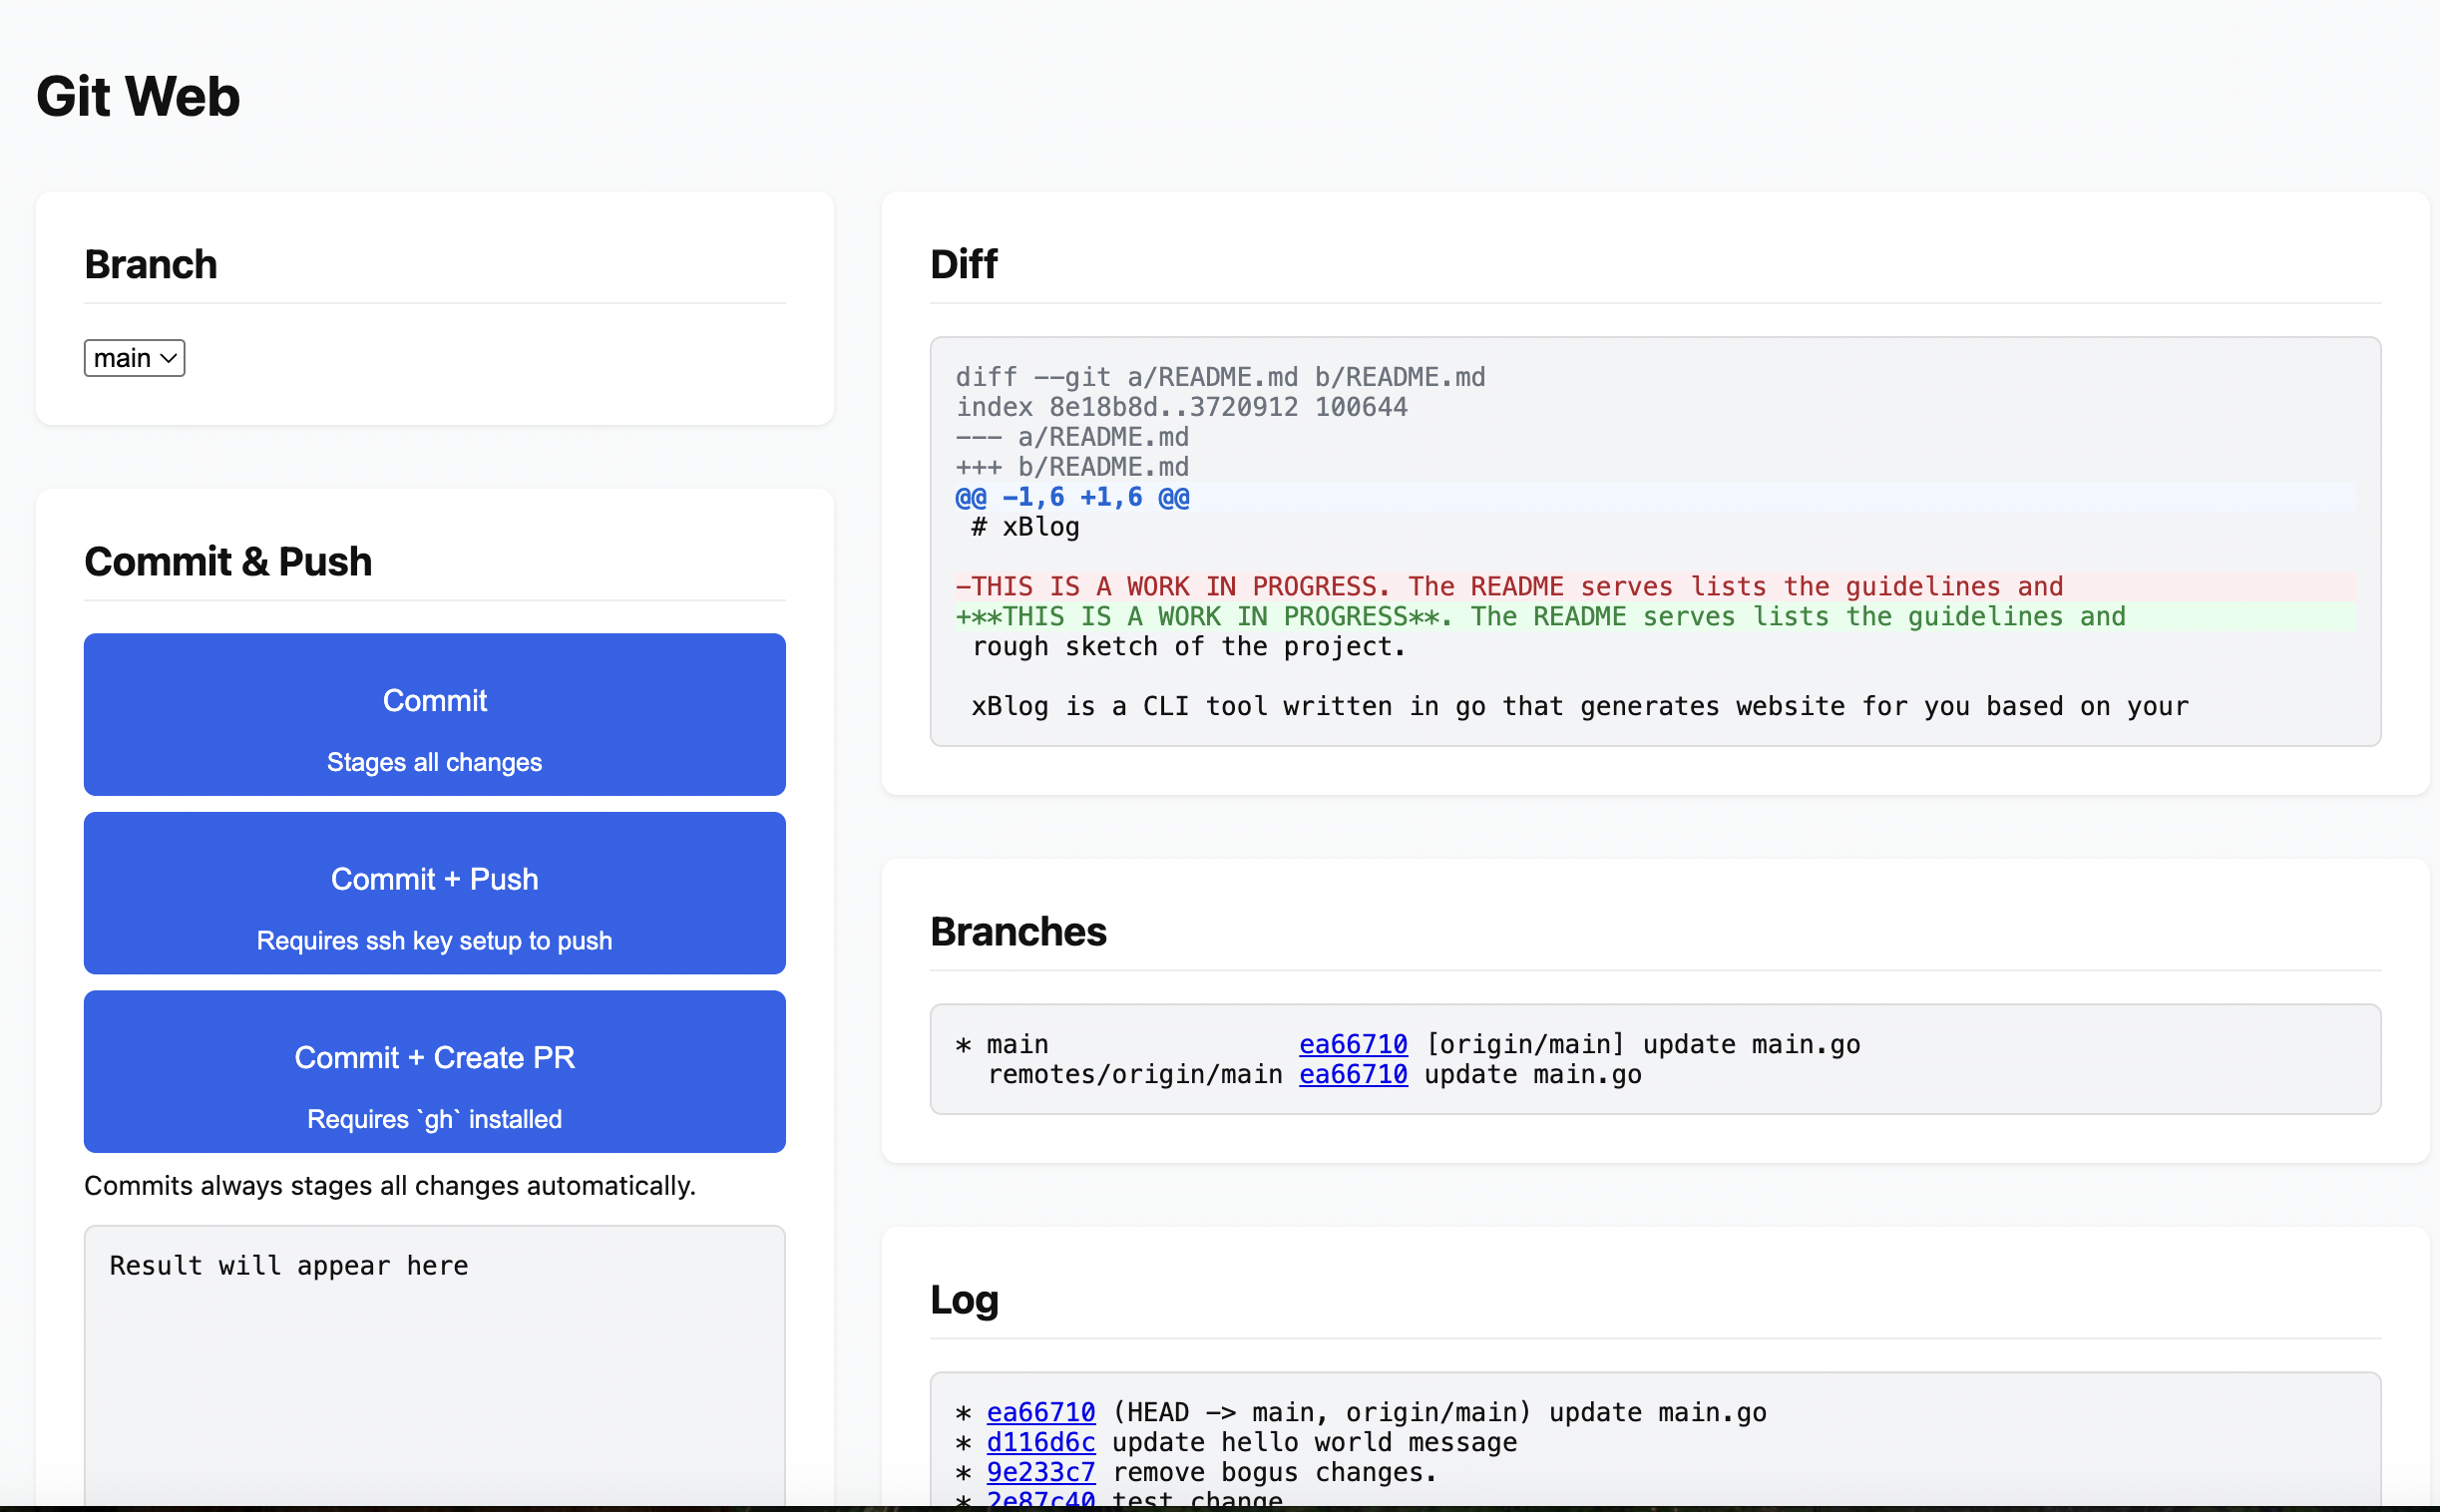 Git Web
Branch
main
Commit & Push
Commit
Stages all changes
Commit + Push
Requires ssh key setup to push
Commit + Create PR
Requires `gh` installed
Commits always stages all changes automatically.
Result will appear here
Diff
diff --git a/README.md b/README.md
index 8e18b8d..3720912 100644
--- a/README.md
+++ b/README.md
@@ -1,6 +1,6 @@
 # xBlog
-THIS IS A WORK IN PROGRESS. The README serves lists the guidelines and
+**THIS IS A WORK IN PROGRESS**. The README serves lists the guidelines and
 rough sketch of the project.
 xBlog is a CLI tool written in go that generates website for you based on your
Branches
* main                ea66710 [origin/main] update main.go
  remotes/origin/main ea66710 update main.go
Log
* ea66710 (HEAD -> main, origin/main) update main.go
* d116d6c update hello world message
* 9e233c7 remove bogus changes.
* 2e87c40 test change